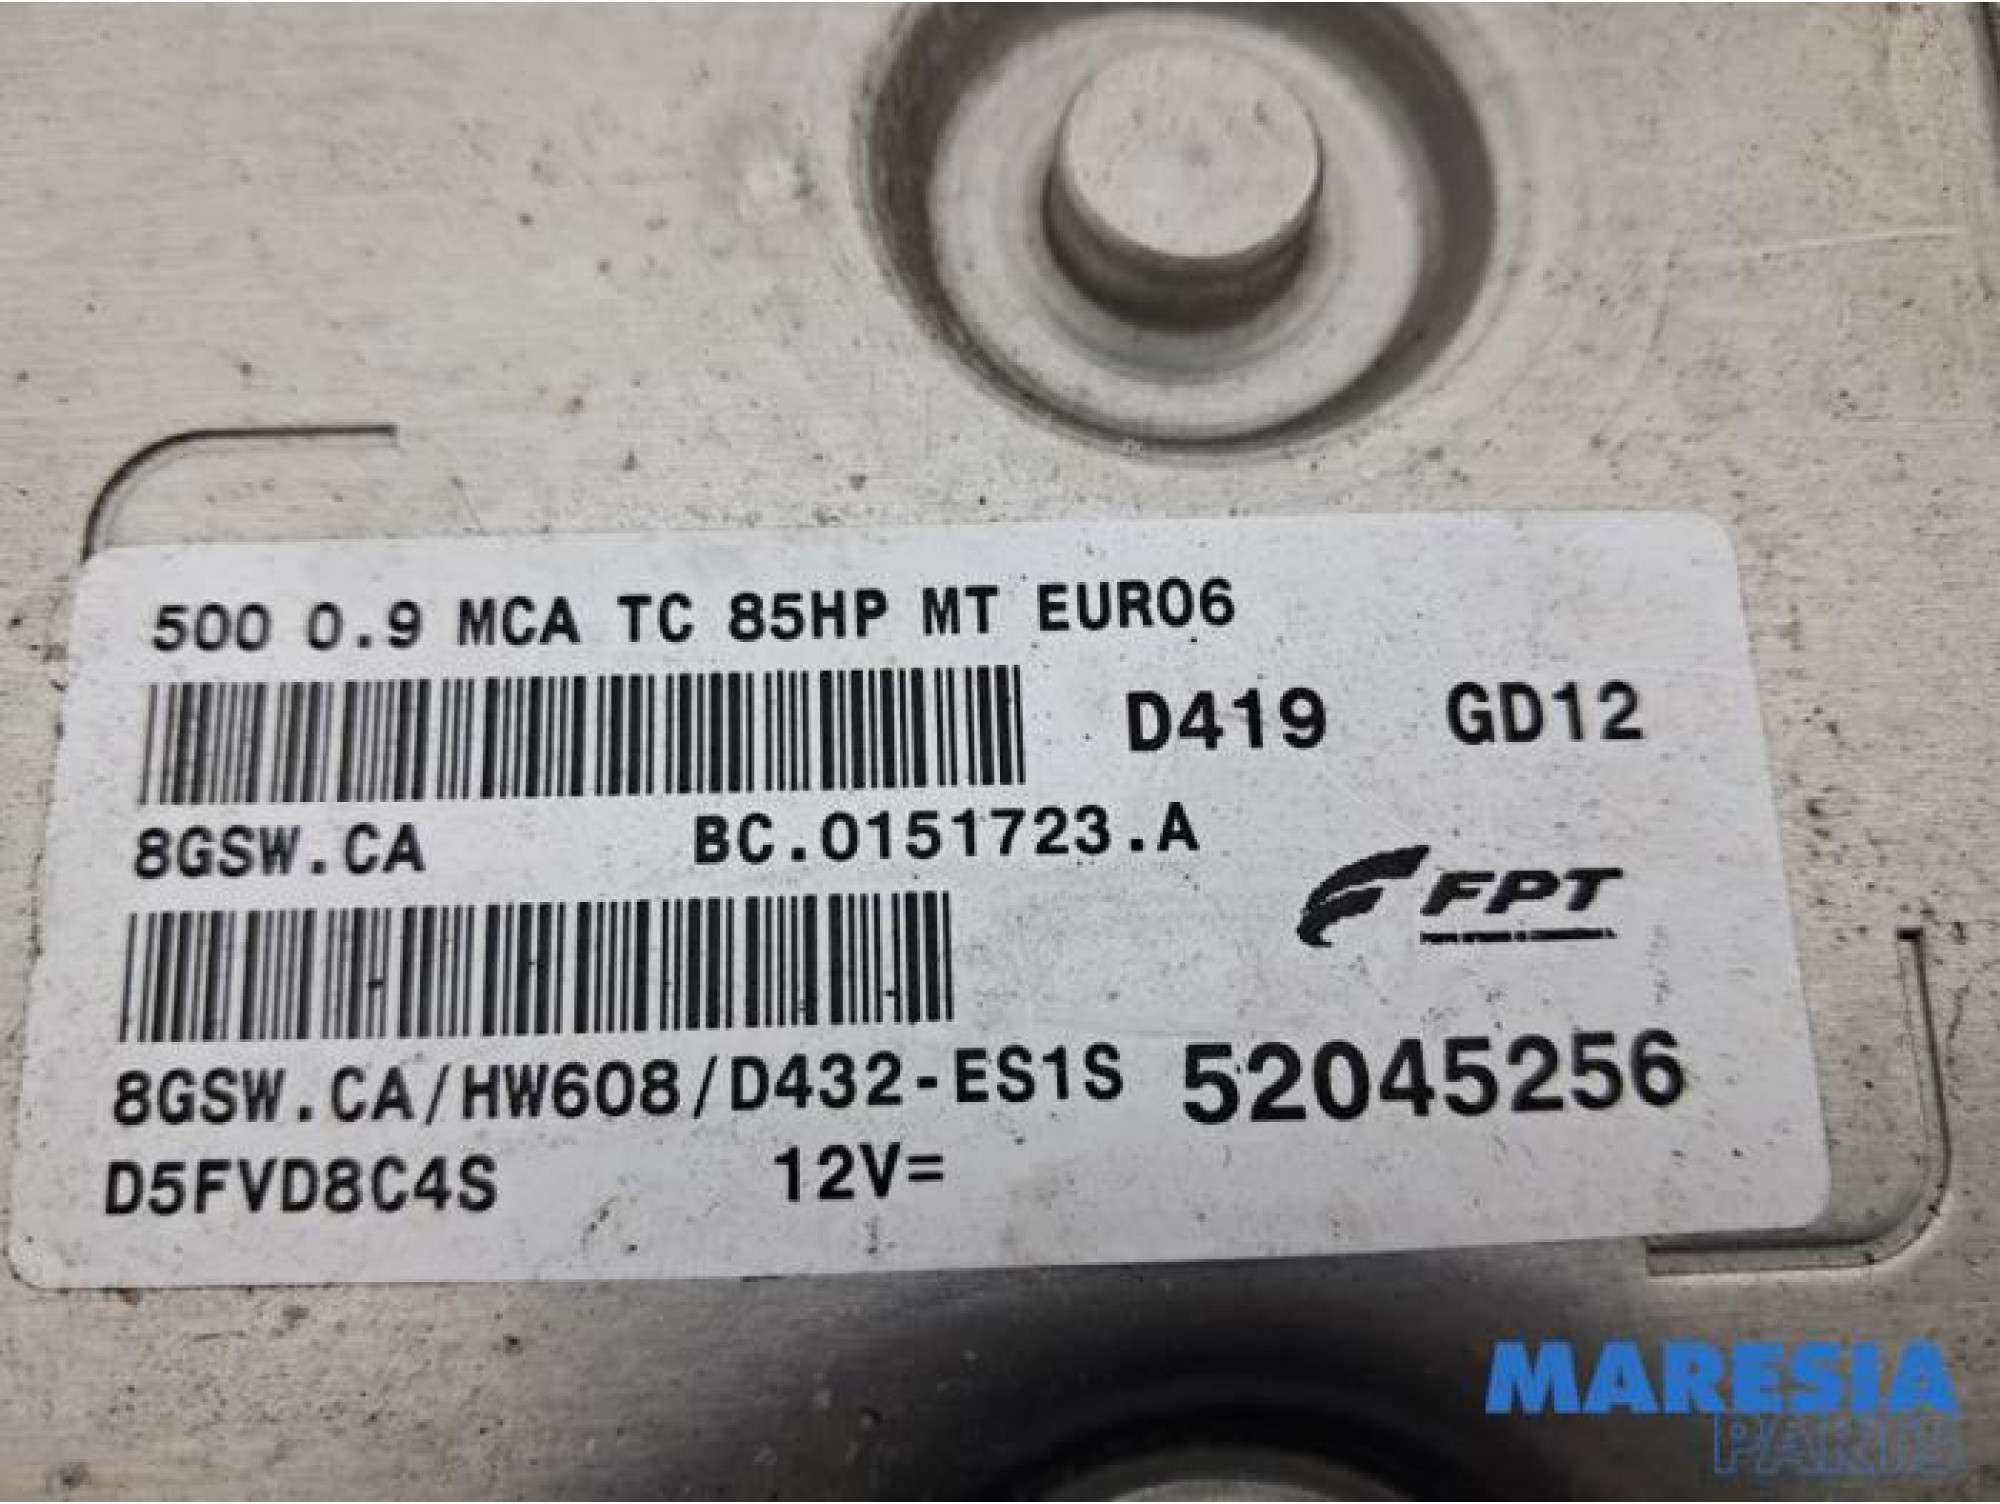 500 0.9 MCA TC 85HP MT EURO6
D419 GD12
8GSW.CA BC.0151723.A
FPT
8GSW.CA/HW608/D432-ES1S 52045256
D5FVD8C4S 12V=
MARESIA
PARTS